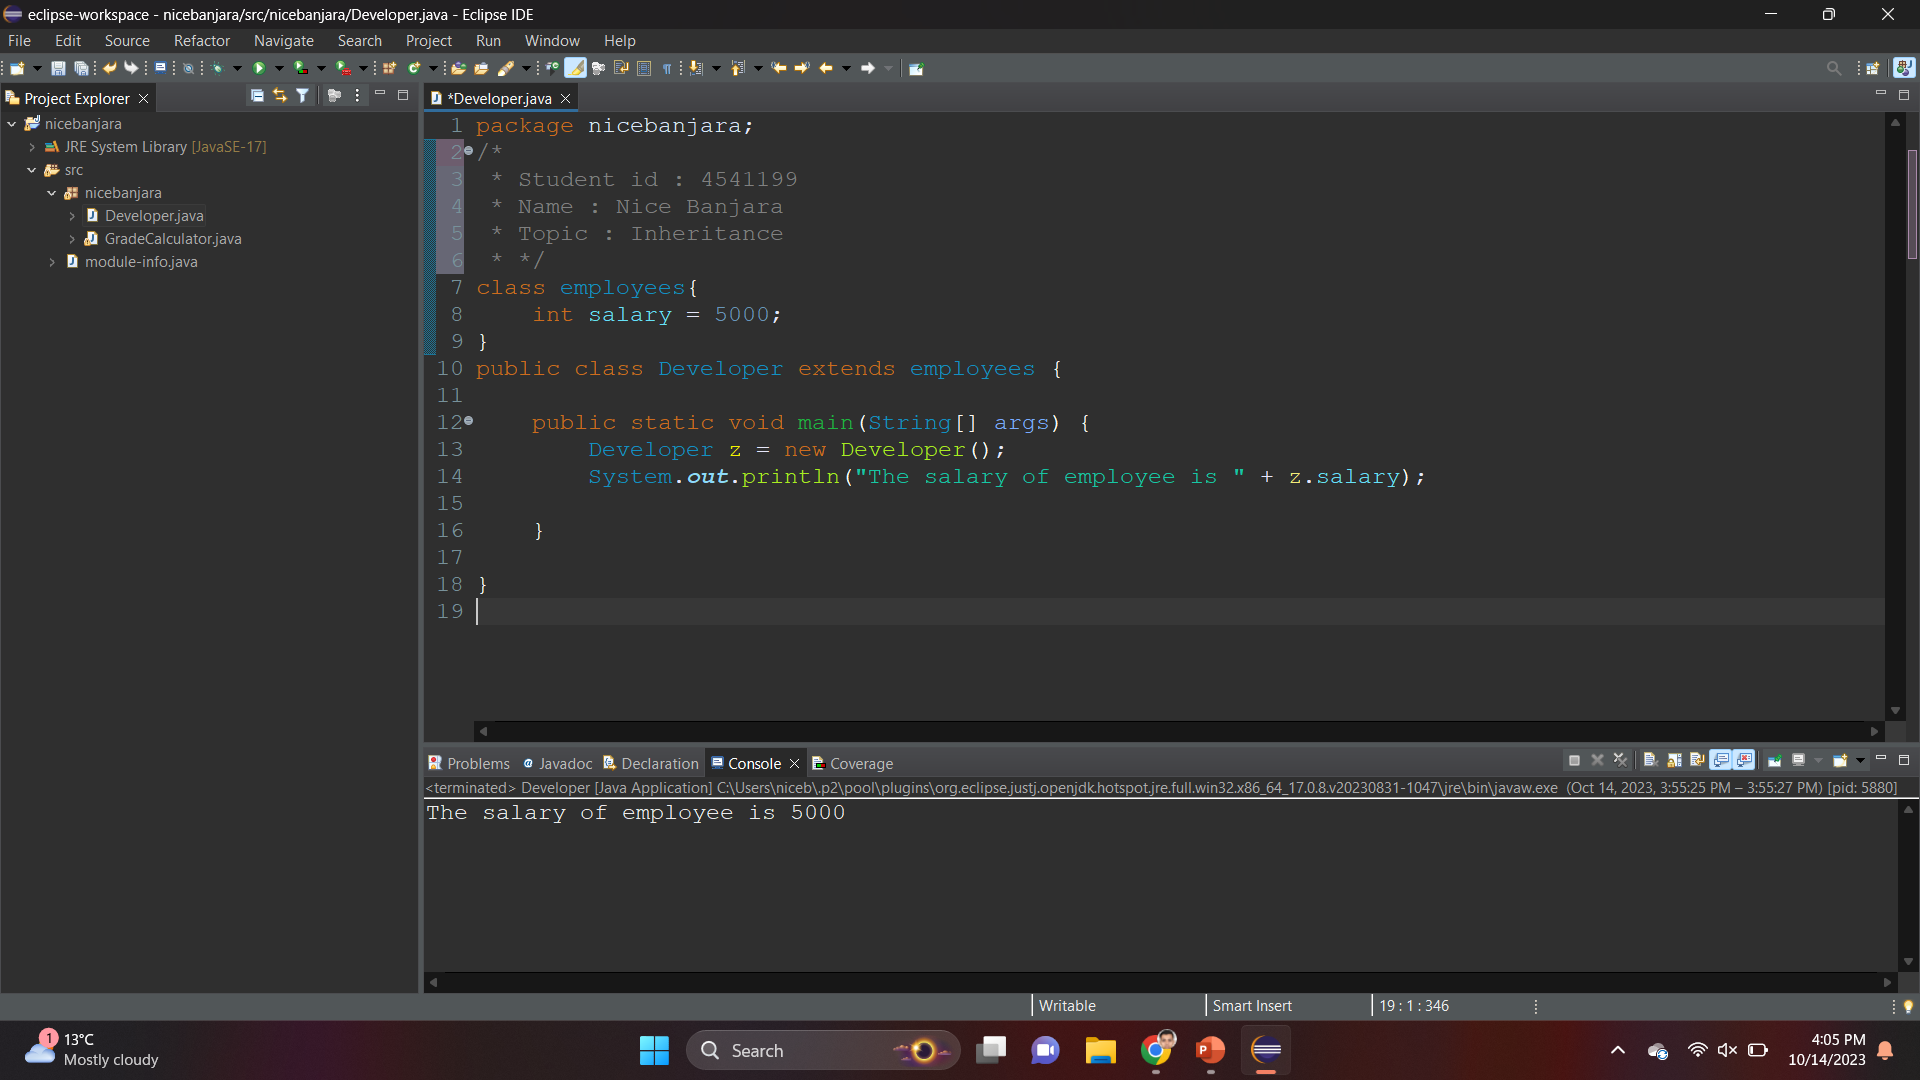 eclipse-workspace - nicebanjara/src/nicebanjara/Developer.java - Eclipse IDE
File Edit Source Refactor Navigate Search Project Run Window Help
Project Explorer
*Developer.java
nicebanjara
JRE System Library [JavaSE-17]
src
nicebanjara
Developer.java
GradeCalculator.java
module-info.java
1 package nicebanjara;
2 /*
3  * Student id : 4541199
4  * Name : Nice Banjara
5  * Topic : Inheritance
6  * */
7 class employees{
8     int salary = 5000;
9 }
10 public class Developer extends employees {
11
12     public static void main(String[] args) {
13         Developer z = new Developer();
14         System.out.println("The salary of employee is " + z.salary);
15
16     }
17
18 }
19
Problems @ Javadoc Declaration Console Coverage
<terminated> Developer [Java Application] C:\Users\niceb\.p2\pool\plugins\org.eclipse.justj.openjdk.hotspot.jre.full.win32.x86_64_17.0.8.v20230831-1047\jre\bin\javaw.exe (Oct 14, 2023, 3:55:25 PM – 3:55:27 PM) [pid: 5880]
The salary of employee is 5000
Writable Smart Insert 19 : 1 : 346
1
13°C
Mostly cloudy
Search
P
4:05 PM
10/14/2023